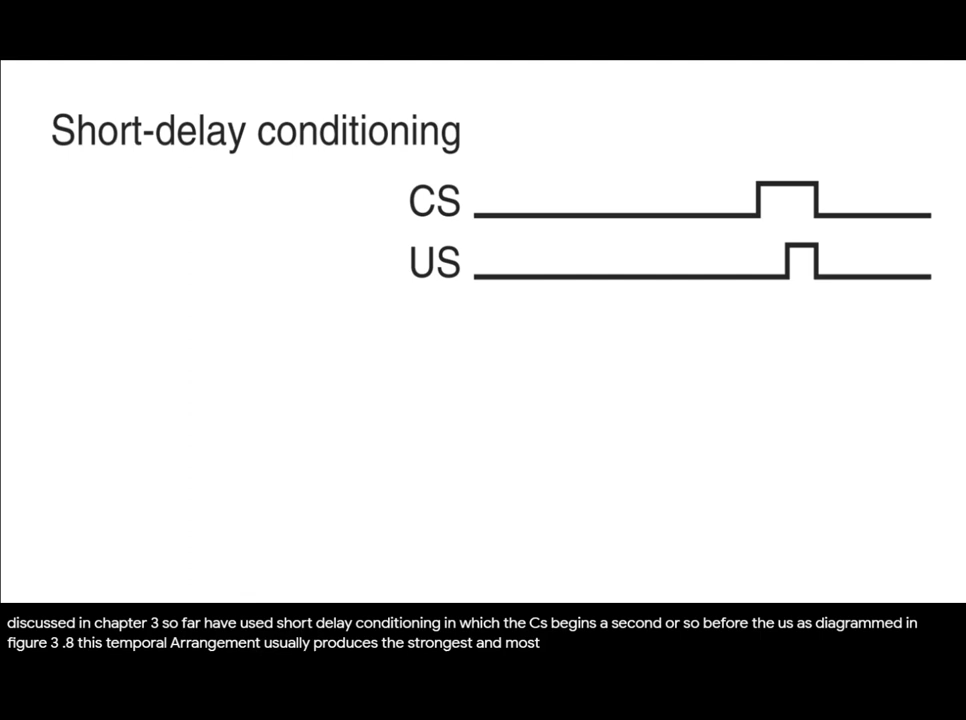 Short-delay conditioning
CS
US
discussed in chapter 3 so far have used short delay conditioning in which the Cs begins a second or so before the us as diagrammed in
figure 3 .8 this temporal Arrangement usually produces the strongest and most